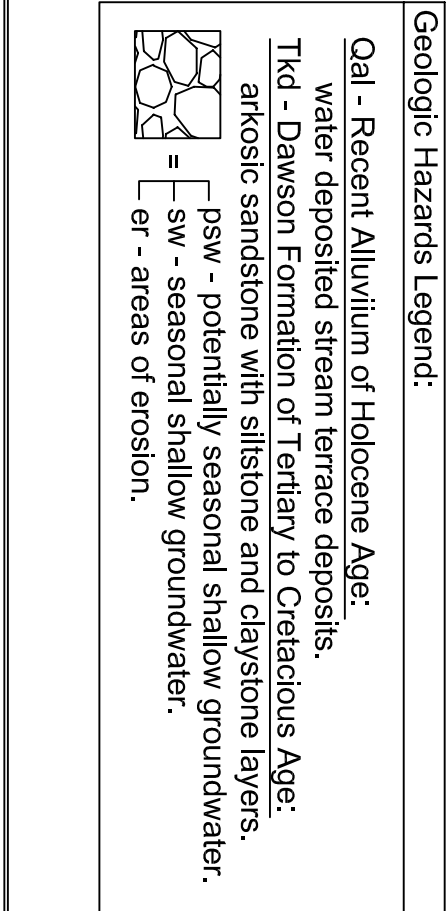 Geologic Hazards Legend:
Qal - Recent Alluviium of Holocene Age:
water deposited stream terrace deposits.
Tkd - Dawson Formation of Tertiary to Cretacious Age:
arkosic sandstone with siltstone and claystone layers.
psw - potentially seasonal shallow groundwater.
= sw - seasonal shallow groundwater.
er - areas of erosion.